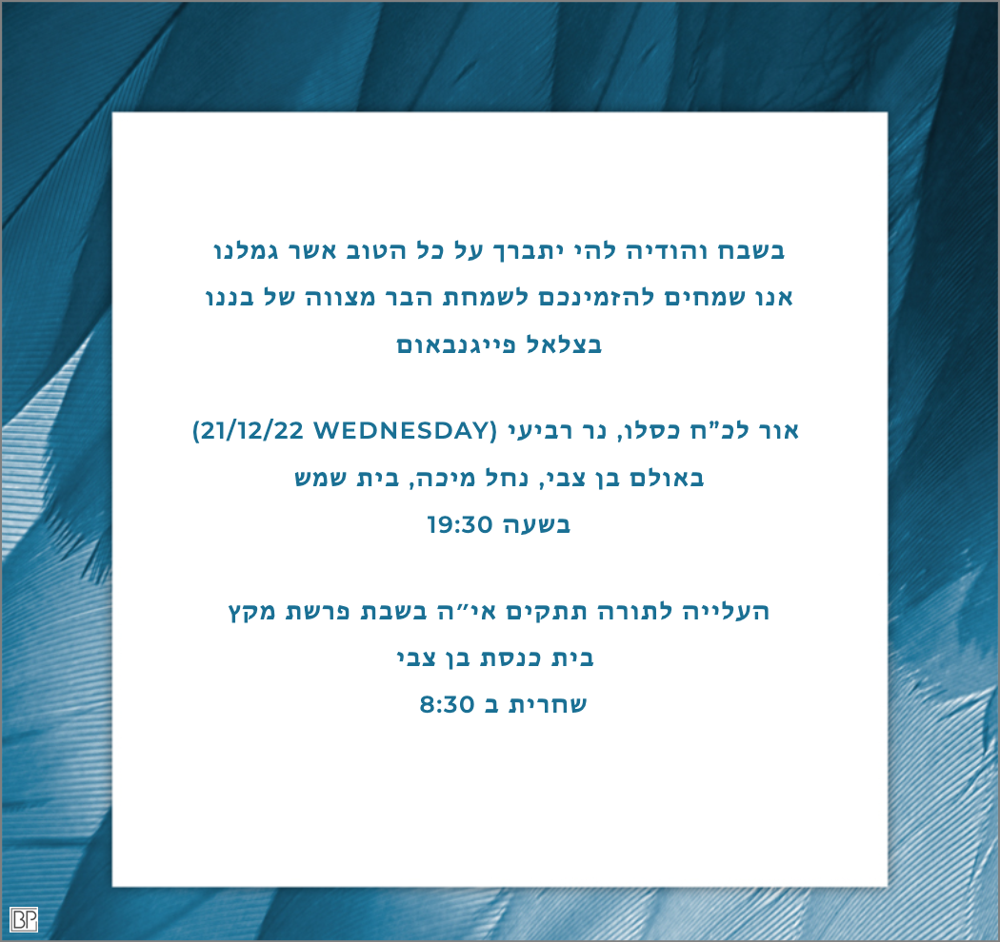 בשבח והודיה להי יתברך על כל הטוב אשר גמלנו
אנו שמחים להזמינכם לשמחת הבר מצווה של בננו
בצלאל פייגנבאום
אור לכ”ח כסלו, נר רביעי (21/12/22 WEDNESDAY)
באולם בן צבי, נחל מיכה, בית שמש
בשעה 19:30
העלייה לתורה תתקים אי״ה בשבת פרשת מקץ
בית כנסת בן צבי
שחרית ב 8:30
BP